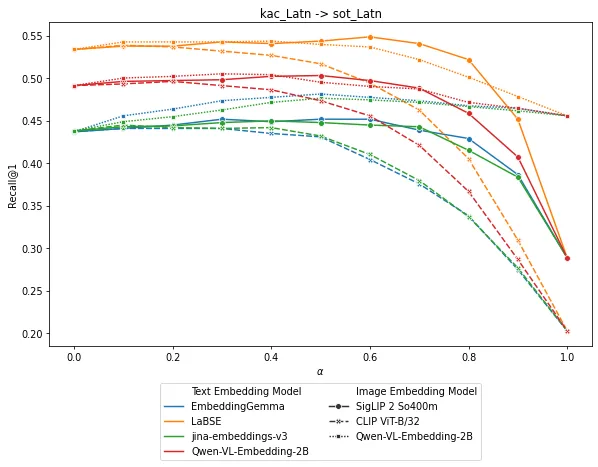 kac_Latn -> sot_Latn
Recall@1
0.55
0.50
0.45
0.40
0.35
0.30
0.25
0.20
0.0 0.2 0.4 0.6 0.8 1.0
α
Text Embedding Model
EmbeddingGemma
LaBSE
jina-embeddings-v3
Qwen-VL-Embedding-2B
Image Embedding Model
SigLIP 2 So400m
CLIP ViT-B/32
Qwen-VL-Embedding-2B